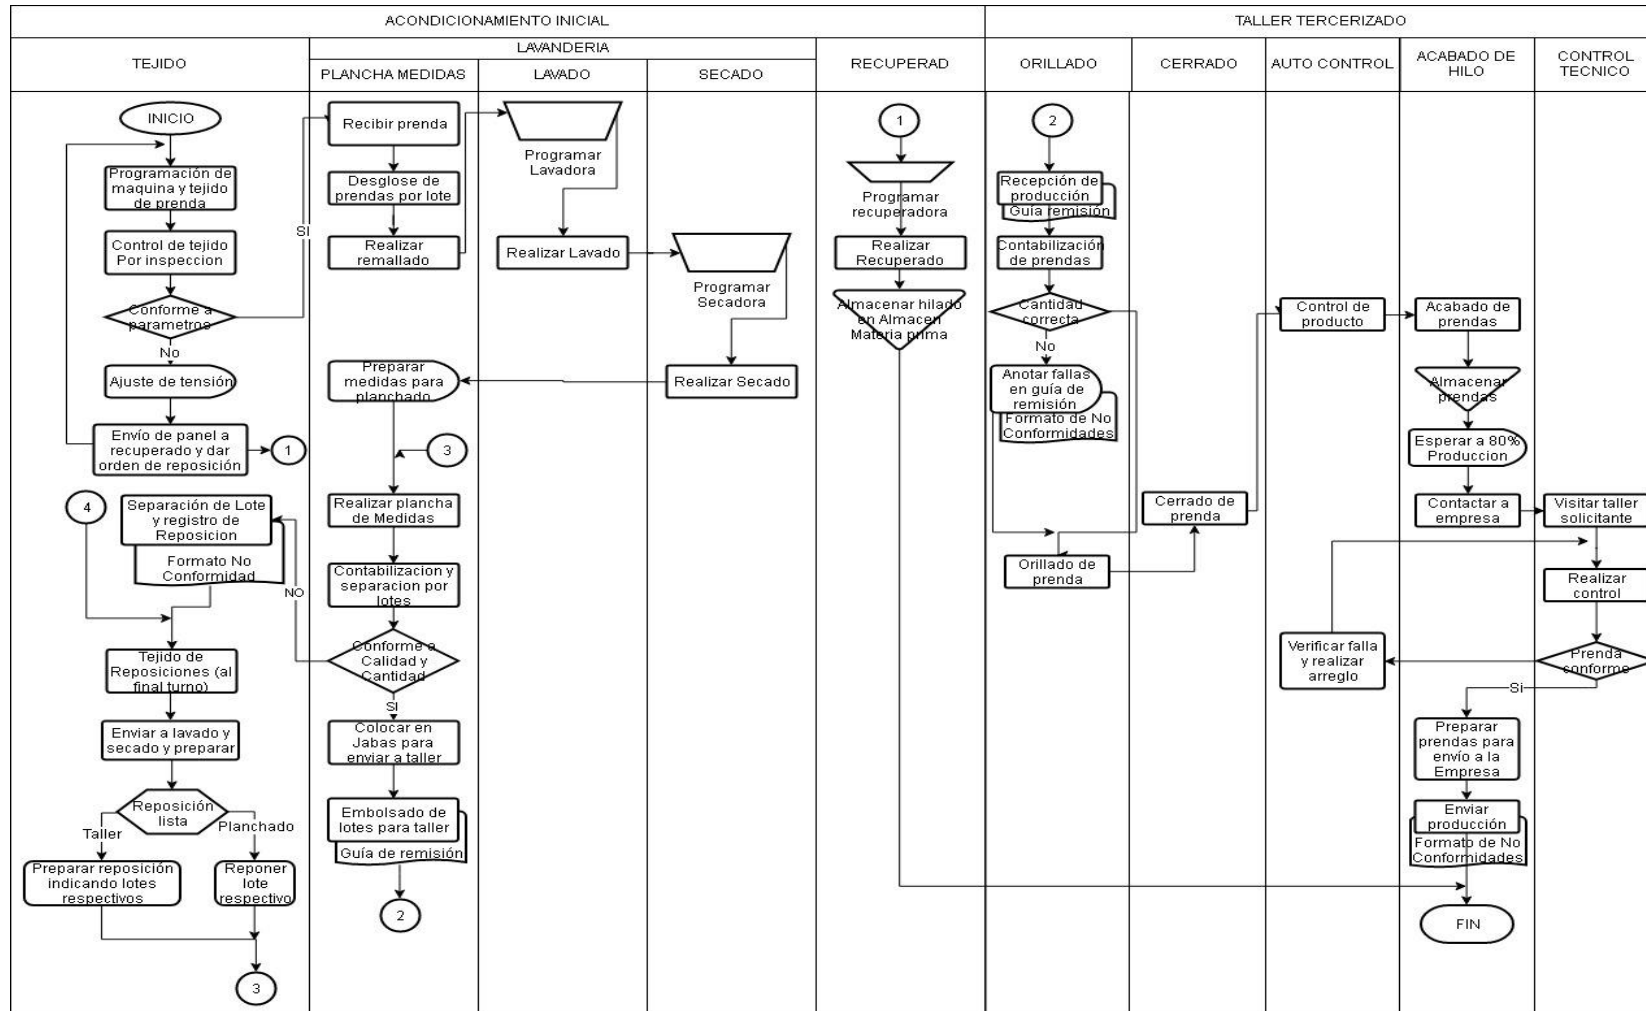 ACONDICIONAMIENTO INICIAL
TALLER TERCERIZADO
TEJIDO
LAVANDERIA
PLANCHA MEDIDAS
LAVADO
SECADO
RECUPERAD
ORILLADO
CERRADO
AUTO CONTROL
ACABADO DE
HILO
CONTROL
TECNICO
INICIO
Programación de
maquina y tejido
de prenda
Control de tejido
Por inspeccion
Conforme a
parametros
SI
No
Ajuste de tensión
Envío de panel a
recuperado y dar
orden de reposición
1
4
Separación de Lote
y registro de
Reposicion
Formato No
Conformidad
NO
Tejido de
Reposiciones (al
final turno)
Enviar a lavado y
secado y preparar
Reposición
lista
Taller
Planchado
Preparar reposición
indicando lotes
respectivos
Reponer
lote
respectivo
3
Recibir prenda
Desglose de
prendas por lote
Realizar
remallado
Preparar
medidas para
planchado
3
Realizar plancha
de Medidas
Contabilizacion y
separacion por
lotes
Conforme a
Calidad y
Cantidad
SI
Colocar en
Jabas para
enviar a taller
Embolsado de
lotes para taller
Guía de remisión
2
Programar
Lavadora
Realizar Lavado
Programar
Secadora
Realizar Secado
1
Programar
recuperadora
Realizar
Recuperado
Almacenar hilado
en Almacen
Materia prima
2
Recepción de
producción
Guía remisión
Contabilización
de prendas
Cantidad
correcta
No
Anotar fallas
en guía de
remisión
Formato de No
Conformidades
Orillado de
prenda
Cerrado de
prenda
Control de
producto
Verificar falla
y realizar
arreglo
Acabado de
prendas
Almacenar
prendas
Esperar a 80%
Produccion
Contactar a
empresa
Visitar taller
solicitante
Realizar
control
Prenda
conforme
Si
Preparar
prendas para
envío a la
Empresa
Enviar
producción
Formato de No
Conformidades
FIN